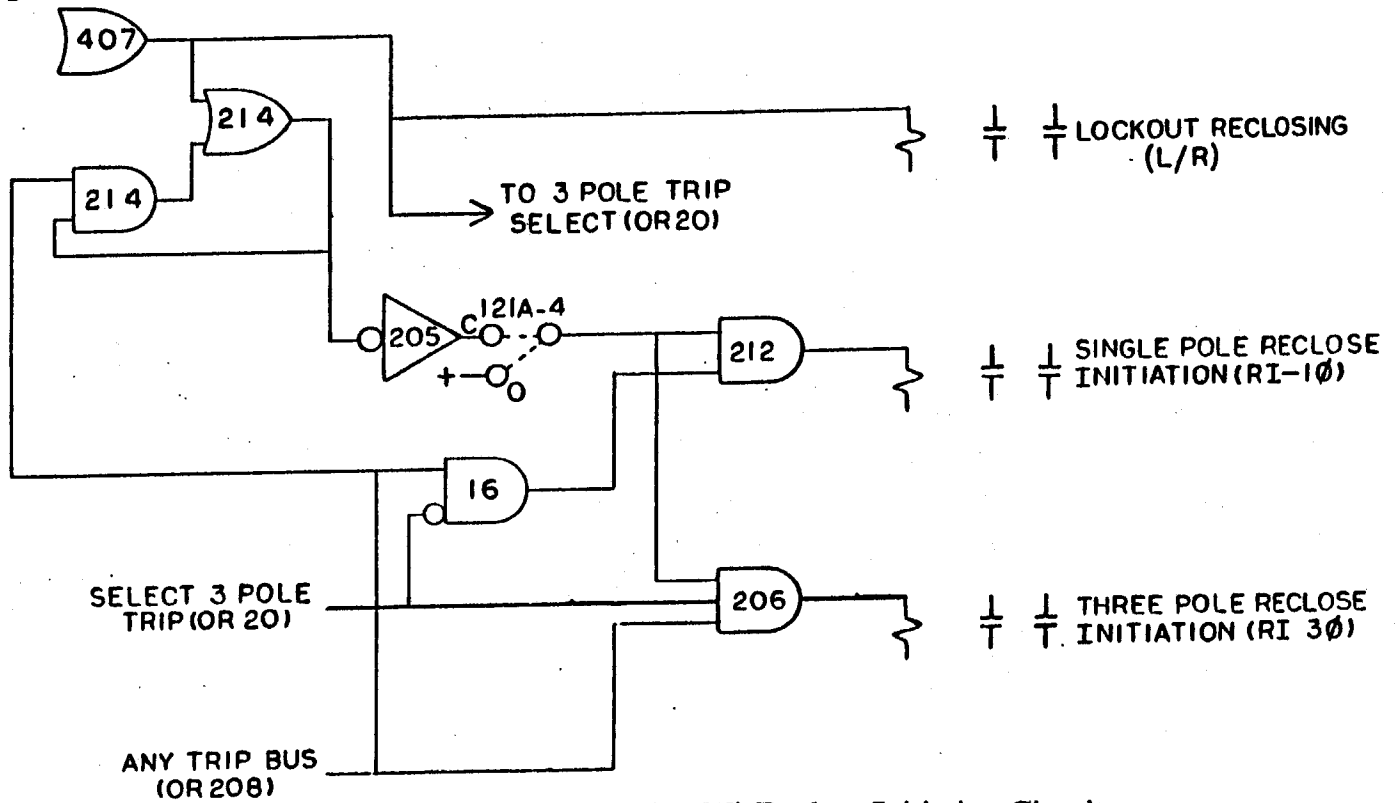 407
214
214
LOCKOUT RECLOSING
(L/R)
TO 3 POLE TRIP
SELECT (OR 20)
205
C
121A-4
+
O
212
SINGLE POLE RECLOSE
INITIATION (RI-1Ø)
16
SELECT 3 POLE
TRIP (OR 20)
206
THREE POLE RECLOSE
INITIATION (RI 3Ø)
ANY TRIP BUS
(OR 208)